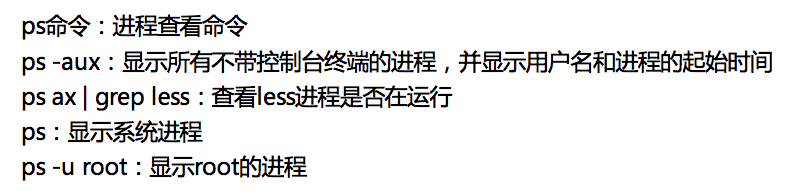 ps命令：进程查看命令
ps -aux：显示所有不带控制台终端的进程，并显示用户名和进程的起始时间
ps ax | grep less：查看less进程是否在运行
ps：显示系统进程
ps -u root：显示root的进程